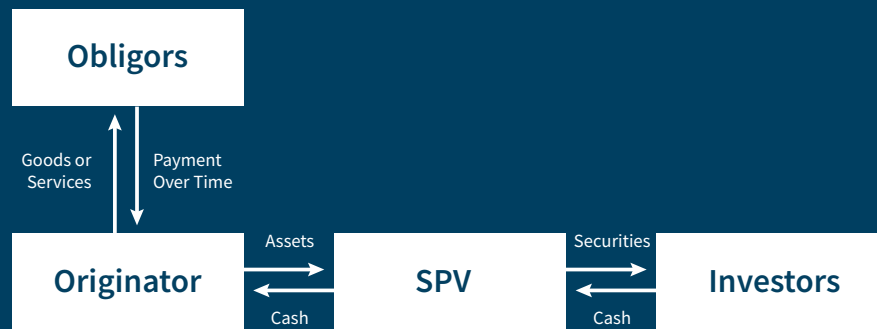 Obligors
Goods or
Services
Payment
Over Time
Assets
Securities
Originator
SPV
Investors
Cash
Cash